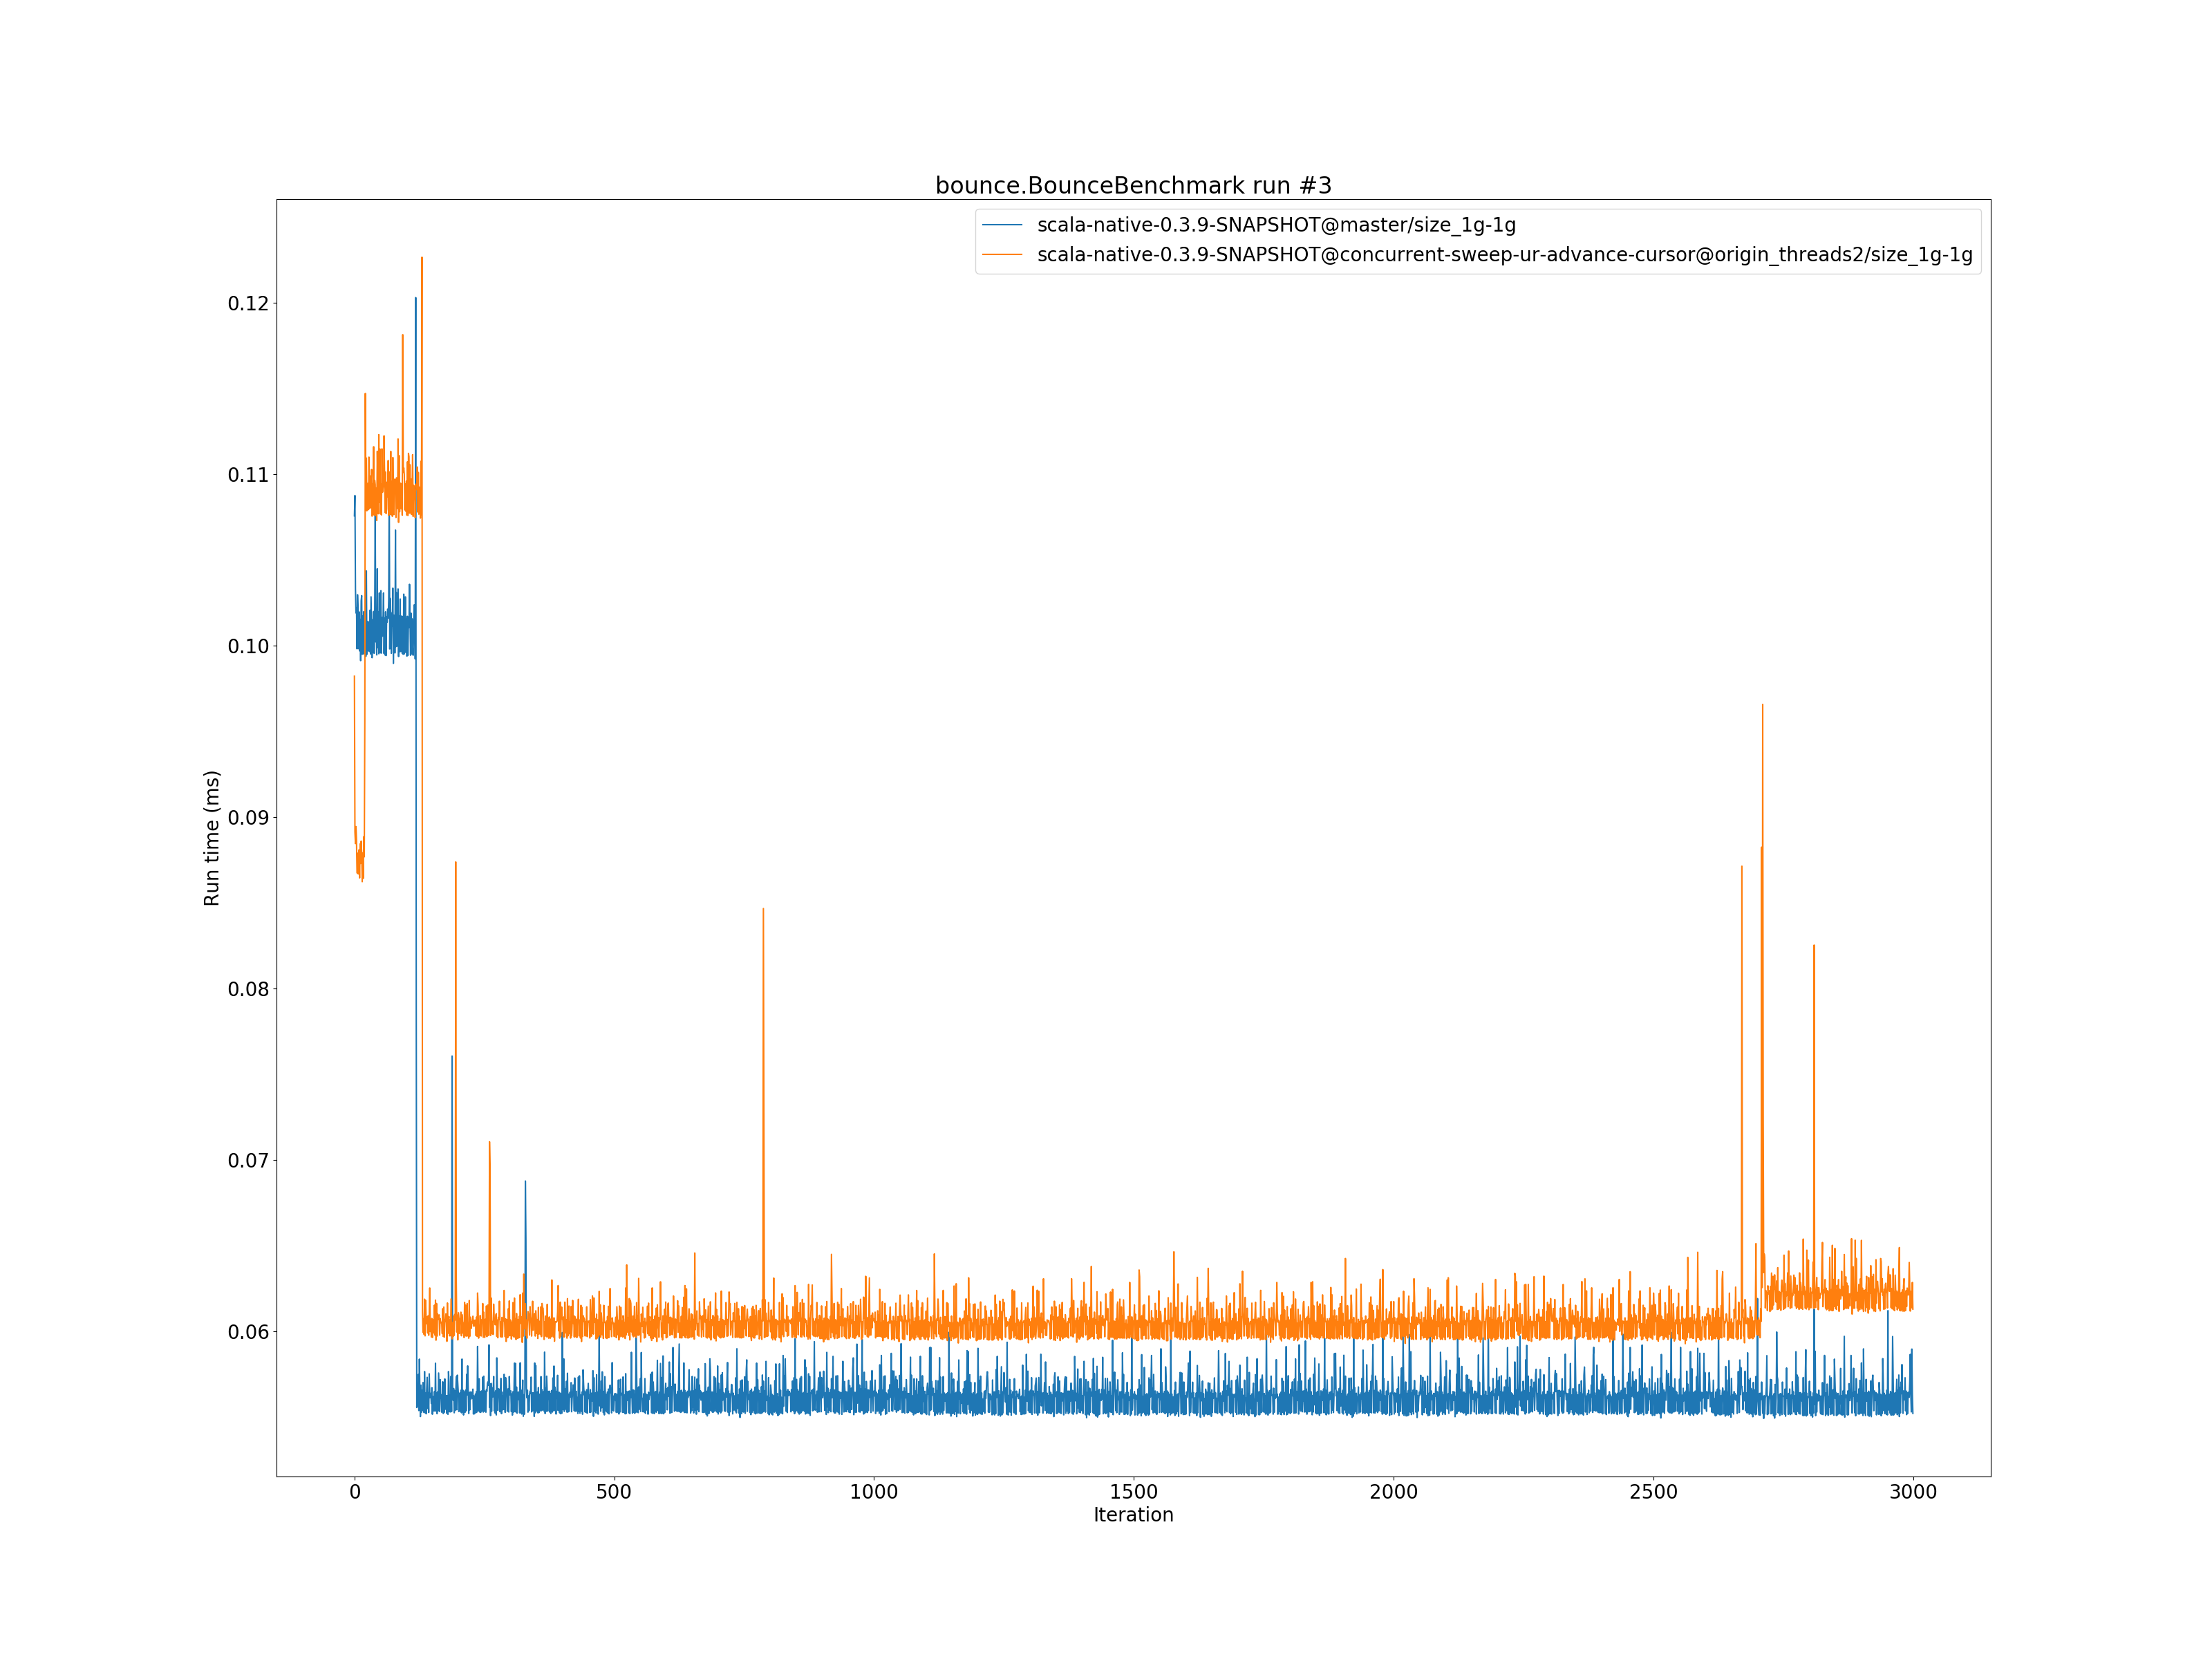 bounce.BounceBenchmark run #3
scala-native-0.3.9-SNAPSHOT@master/size_1g-1g
scala-native-0.3.9-SNAPSHOT@concurrent-sweep-ur-advance-cursor@origin_threads2/size_1g-1g
0.12
0.11
0.10
0.09
0.08
0.07
0.06
Run time (ms)
0 500 1000 1500 2000 2500 3000
Iteration